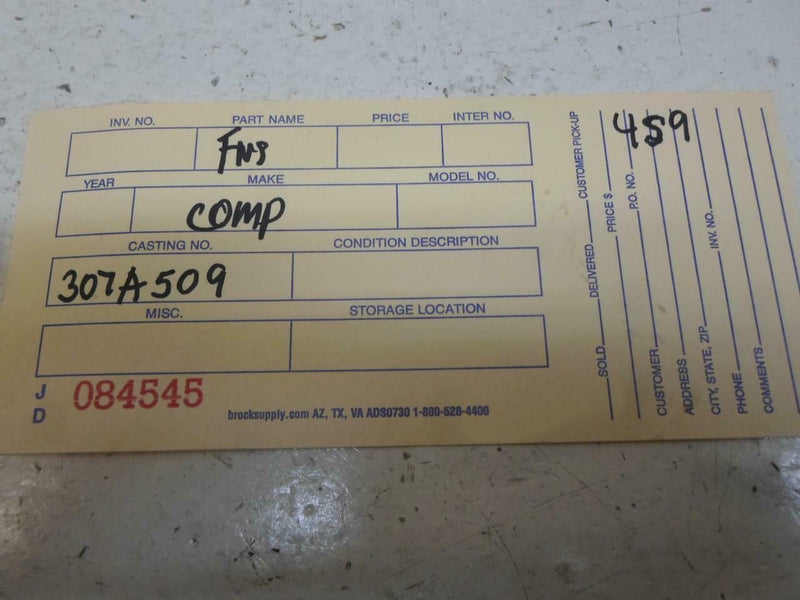 INV. NO. PART NAME PRICE INTER NO.
YEAR MAKE MODEL NO.
comp
CASTING NO. CONDITION DESCRIPTION
307A509
MISC. STORAGE LOCATION
J
D
084545
brocksupply.com AZ, TX, VA ADS0730 1-800-528-4400
459
SOLD DELIVERED CUSTOMER PICK-UP
PRICE $
P.O. NO.
CUSTOMER
ADDRESS
CITY, STATE, ZIP INV. NO.
PHONE
COMMENTS